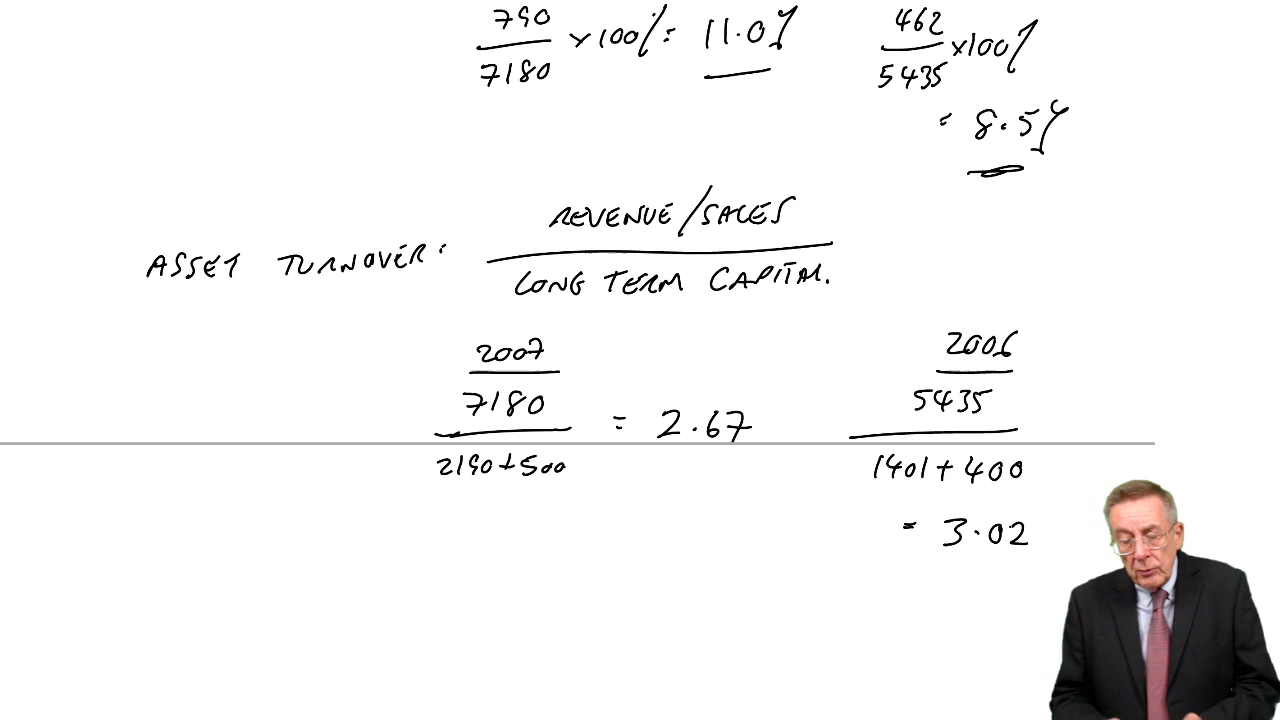 790 / 7180 ×100% = 11.0%
462 / 5435 ×100%
= 8.5%
ASSET TURNOVER: REVENUE/SALES
LONG TERM CAPITAL.
2007
7180 / 2190+500 = 2.67
2006
5435 / 1401+400
= 3.02